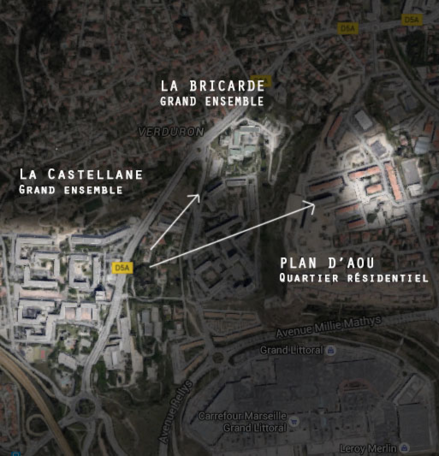 D5A
D5A
LA BRICARDE
GRAND ENSEMBLE
VERDURON
LA CASTELLANE
GRAND ENSEMBLE
D5A
PLAN D'AOU
QUARTIER RÉSIDENTIEL
Avenue Millie Mathys
Grand Littoral
Avenue Rellys
Carrefour Marseille
Grand Littoral
Leroy Merlin